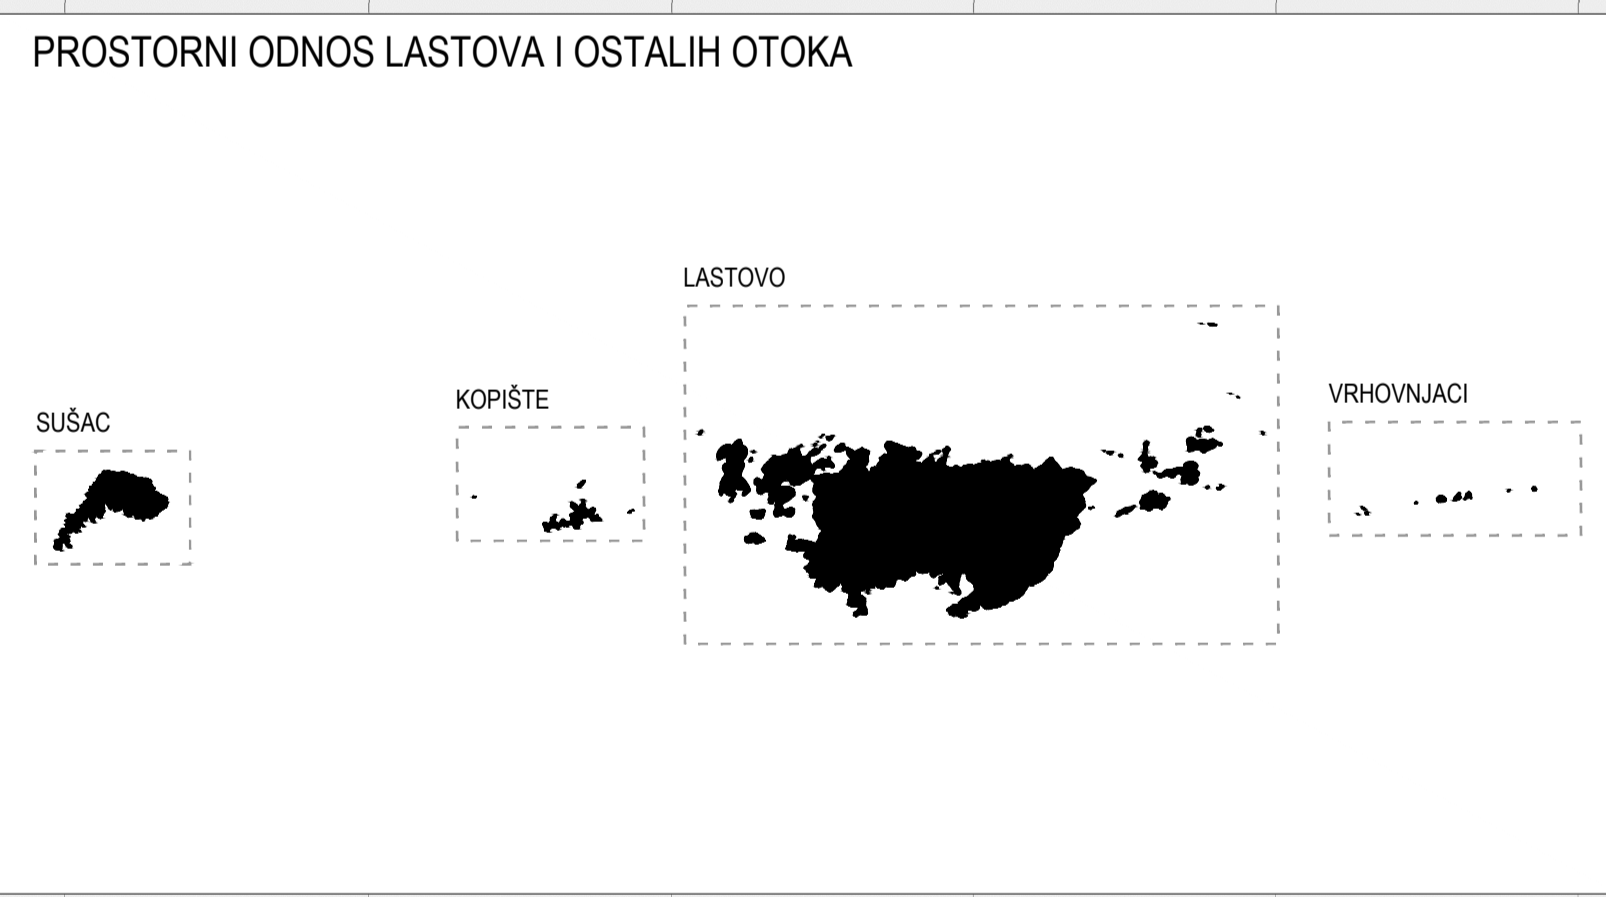 PROSTORNI ODNOS LASTOVA I OSTALIH OTOKA
LASTOVO
KOPIŠTE
VRHOVNJACI
SUŠAC